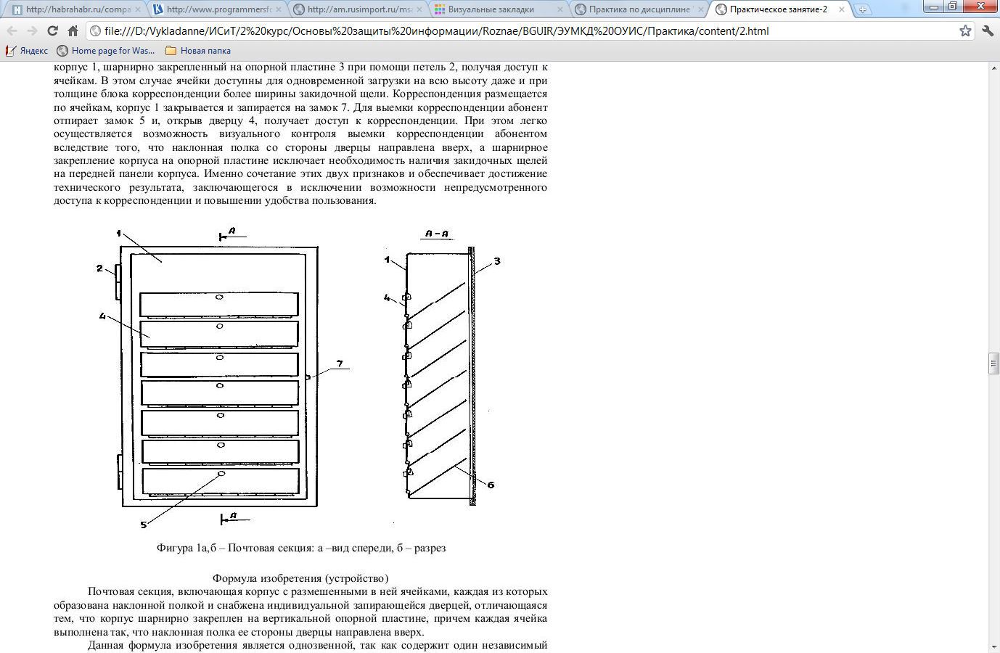 http://habrahabr.ru/compa
http://www.programmersfo
http://am.rusimport.ru/msa
Визуальные закладки
Практика по дисциплине
Практическое занятие-2
file:///D:/Vykladanne/ИСиТ/2%20курс/Основы%20защиты%20информации/Roznae/BGUIR/ЭУМКД%20ОУИС/Практика/content/2.html
Яндекс
Home page for Was...
Новая папка
корпус 1, шарнирно закрепленный на опорной пластине 3 при помощи петель 2, получая доступ к
ячейкам. В этом случае ячейки доступны для одновременной загрузки на всю высоту даже и при
толщине блока корреспонденции более ширины закидочной щели. Корреспонденция размещается
по ячейкам, корпус 1 закрывается и запирается на замок 7. Для выемки корреспонденции абонент
отпирает замок 5 и, открыв дверцу 4, получает доступ к корреспонденции. При этом легко
осуществляется возможность визуального контроля выемки корреспонденции абонентом
вследствие того, что наклонная полка со стороны дверцы направлена вверх, а шарнирное
закрепление корпуса на опорной пластине исключает необходимость наличия закидочных щелей
на передней панели корпуса. Именно сочетание этих двух признаков и обеспечивает достижение
технического результата, заключающегося в исключении возможности непредусмотренного
доступа к корреспонденции и повышении удобства пользования.
1
А
А-А
2
1
3
4
4
7
6
5
А
Фигура 1а,б – Почтовая секция: а –вид спереди, б – разрез
Формула изобретения (устройство)
Почтовая секция, включающая корпус с размешенными в ней ячейками, каждая из которых
образована наклонной полкой и снабжена индивидуальной запирающейся дверцей, отличающаяся
тем, что корпус шарнирно закреплен на вертикальной опорной пластине, причем каждая ячейка
выполнена так, что наклонная полка ее стороны дверцы направлена вверх.
Данная формула изобретения является однозвенной, так как содержит один независимый